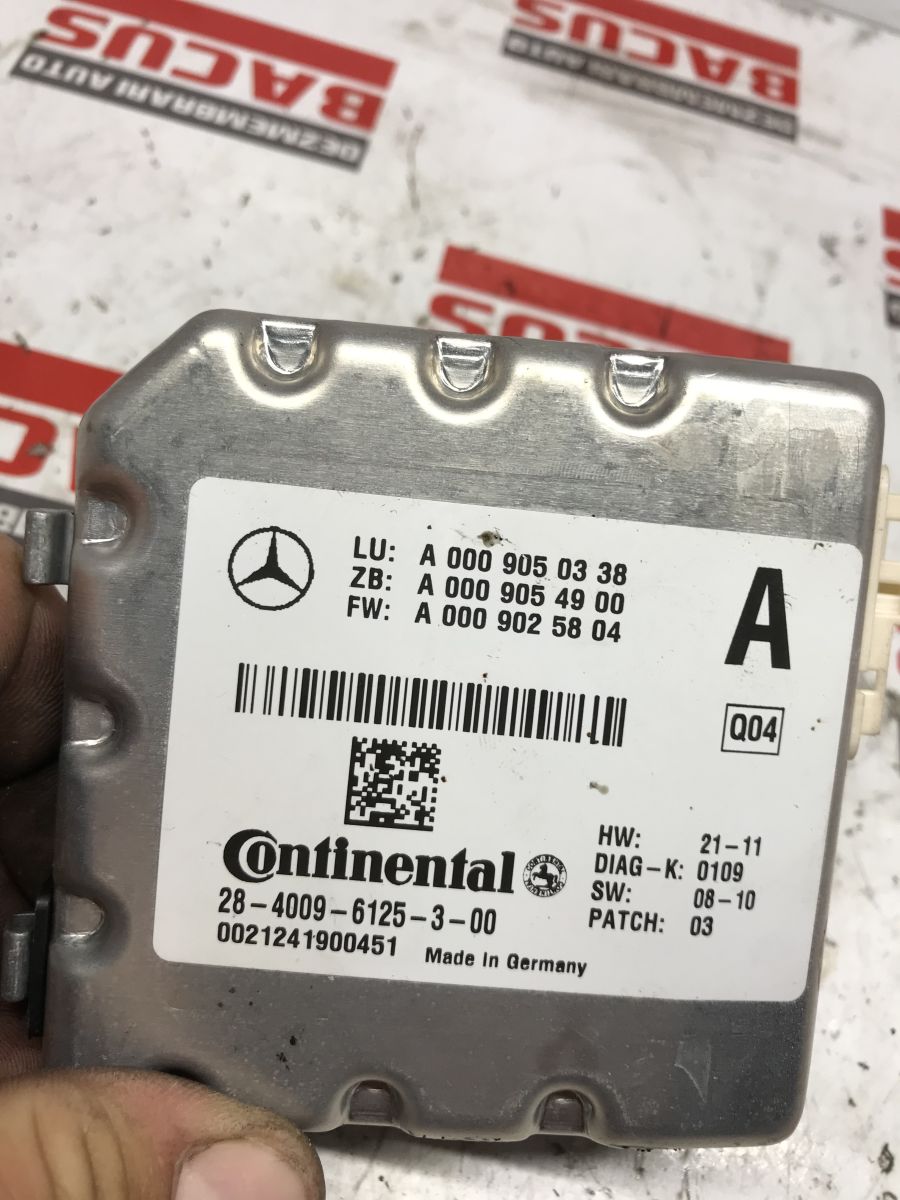 BACUS
DEZMEMBRARI AUTO
BACUS
DEZMEMBRARI AUTO
BACUS
LU: A 000 905 03 38
ZB: A 000 905 49 00
FW: A 000 902 58 04
A
Q04
Continental
CONTINENTAL
28-4009-6125-3-00
0021241900451 Made in Germany
HW: 21-11
DIAG-K: 0109
SW: 08-10
PATCH: 03